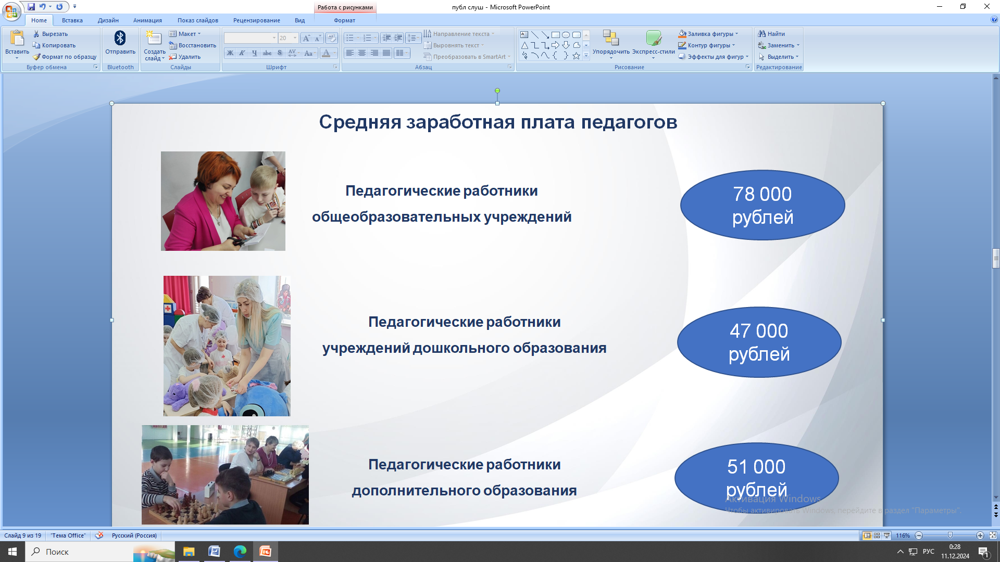 Работа с рисунками
публ слуш - Microsoft PowerPoint
Home
Вставка
Дизайн
Анимация
Показ слайдов
Рецензирование
Вид
Формат
Вставить
Вырезать
Копировать
Формат по образцу
Буфер обмена
Отправить
Bluetooth
Создать слайд
Макет
Восстановить
Удалить
Слайды
20
Ж К Ч abc S AV Aa A
Шрифт
Направление текста
Выровнять текст
Преобразовать в SmartArt
Абзац
Упорядочить
Экспресс-стили
Заливка фигуры
Контур фигуры
Эффекты для фигур
Рисование
Найти
Заменить
Выделить
Редактирование
Средняя заработная плата педагогов
Педагогические работники
общеобразовательных учреждений
78 000
рублей
Педагогические работники
учреждений дошкольного образования
47 000
рублей
Педагогические работники
дополнительного образования
51 000
рублей
Активация Windows
Чтобы активировать Windows, перейдите в раздел "Параметры".
Слайд 9 из 19
"Тема Office"
Русский (Россия)
116%
Поиск
РУС
0:28
11.12.2024
1